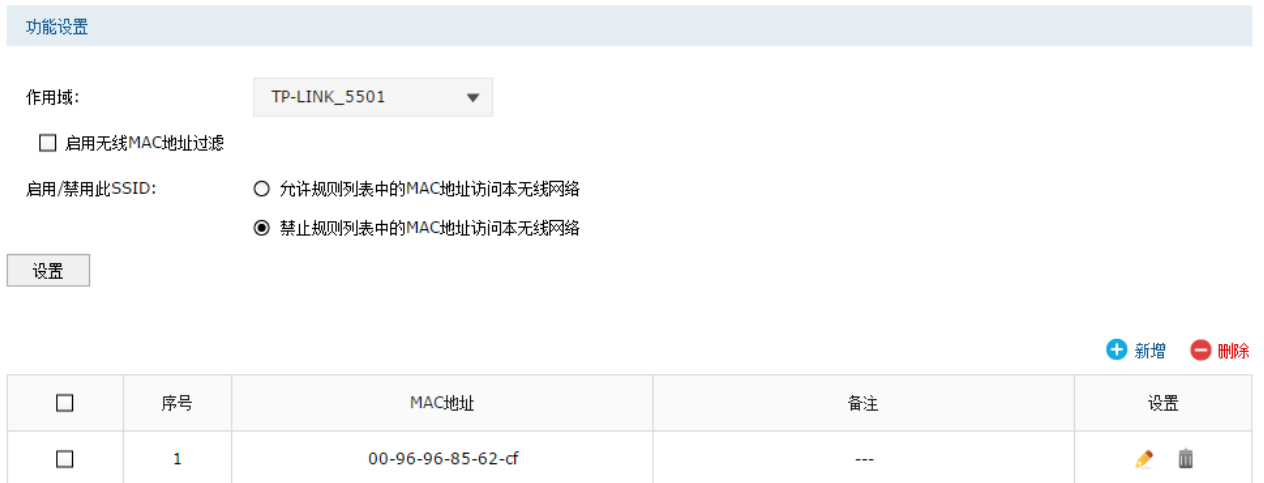 功能设置
作用域: TP-LINK_5501
启用无线MAC地址过滤
启用/禁用此SSID: 允许规则列表中的MAC地址访问本无线网络
禁止规则列表中的MAC地址访问本无线网络
设置
新增 删除
序号 MAC地址 备注 设置
1 00-96-96-85-62-cf ---